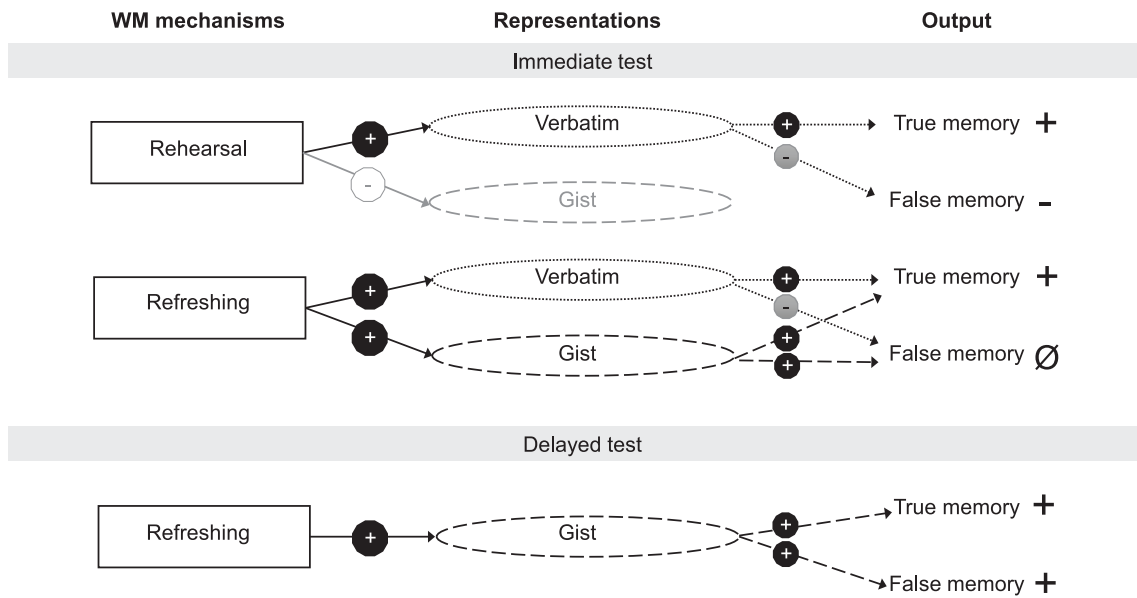 WM mechanisms Representations Output
Immediate test
Rehearsal + Verbatim + True memory +
- Gist - False memory -
Refreshing + Verbatim + True memory +
-
+ Gist + False memory Ø
+
Delayed test
Refreshing + Gist + True memory +
+ False memory +